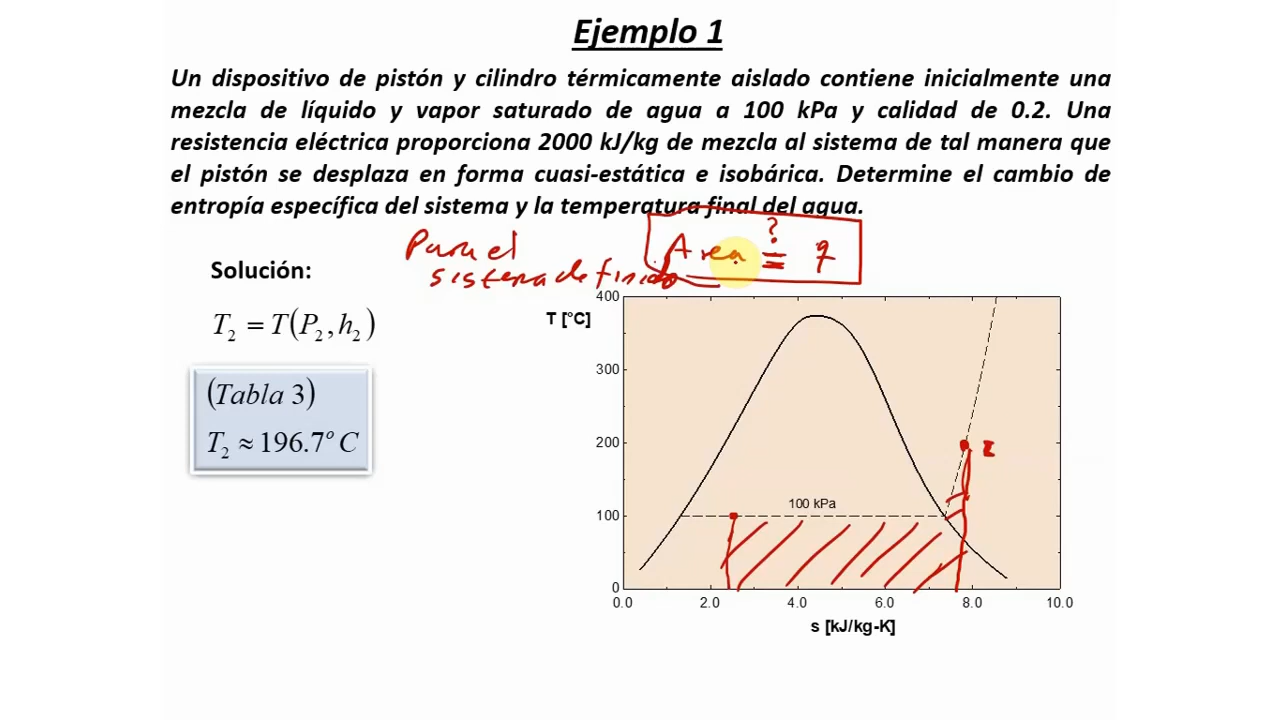 Ejemplo 1
Un dispositivo de pistón y cilindro térmicamente aislado contiene inicialmente una
mezcla de líquido y vapor saturado de agua a 100 kPa y calidad de 0.2. Una
resistencia eléctrica proporciona 2000 kJ/kg de mezcla al sistema de tal manera que
el pistón se desplaza en forma cuasi-estática e isobárica. Determine el cambio de
entropía específica del sistema y la temperatura final del agua.
Para el
sistema definido
Area =? q
Solución:
T₂ = T(P₂, h₂)
(Tabla 3)
T₂ ≈ 196.7° C
T [°C]
400
300
200
100
0
100 kPa
2
0.0 2.0 4.0 6.0 8.0 10.0
s [kJ/kg-K]